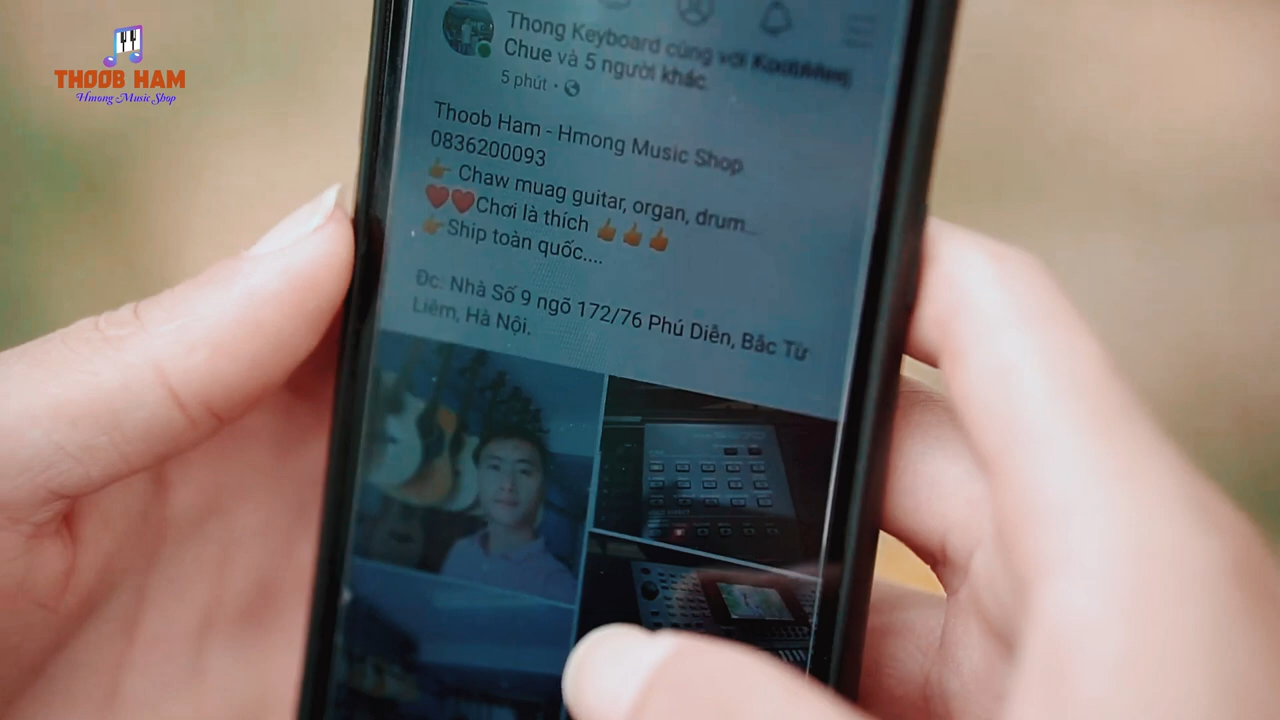 THOOB HAM
Hmong Music Shop
Thong Keyboard cùng với
Chue và 5 người khác.
5 phút ·
Thoob Ham - Hmong Music Shop
0836200093
👉 Chaw muag guitar, organ, drum...
❤️❤️Chơi là thích 👍👍👍
👉Ship toàn quốc....
Đc. Nhà Số 9 ngõ 172/76 Phú Diễn, Bắc Từ
Liêm, Hà Nội.